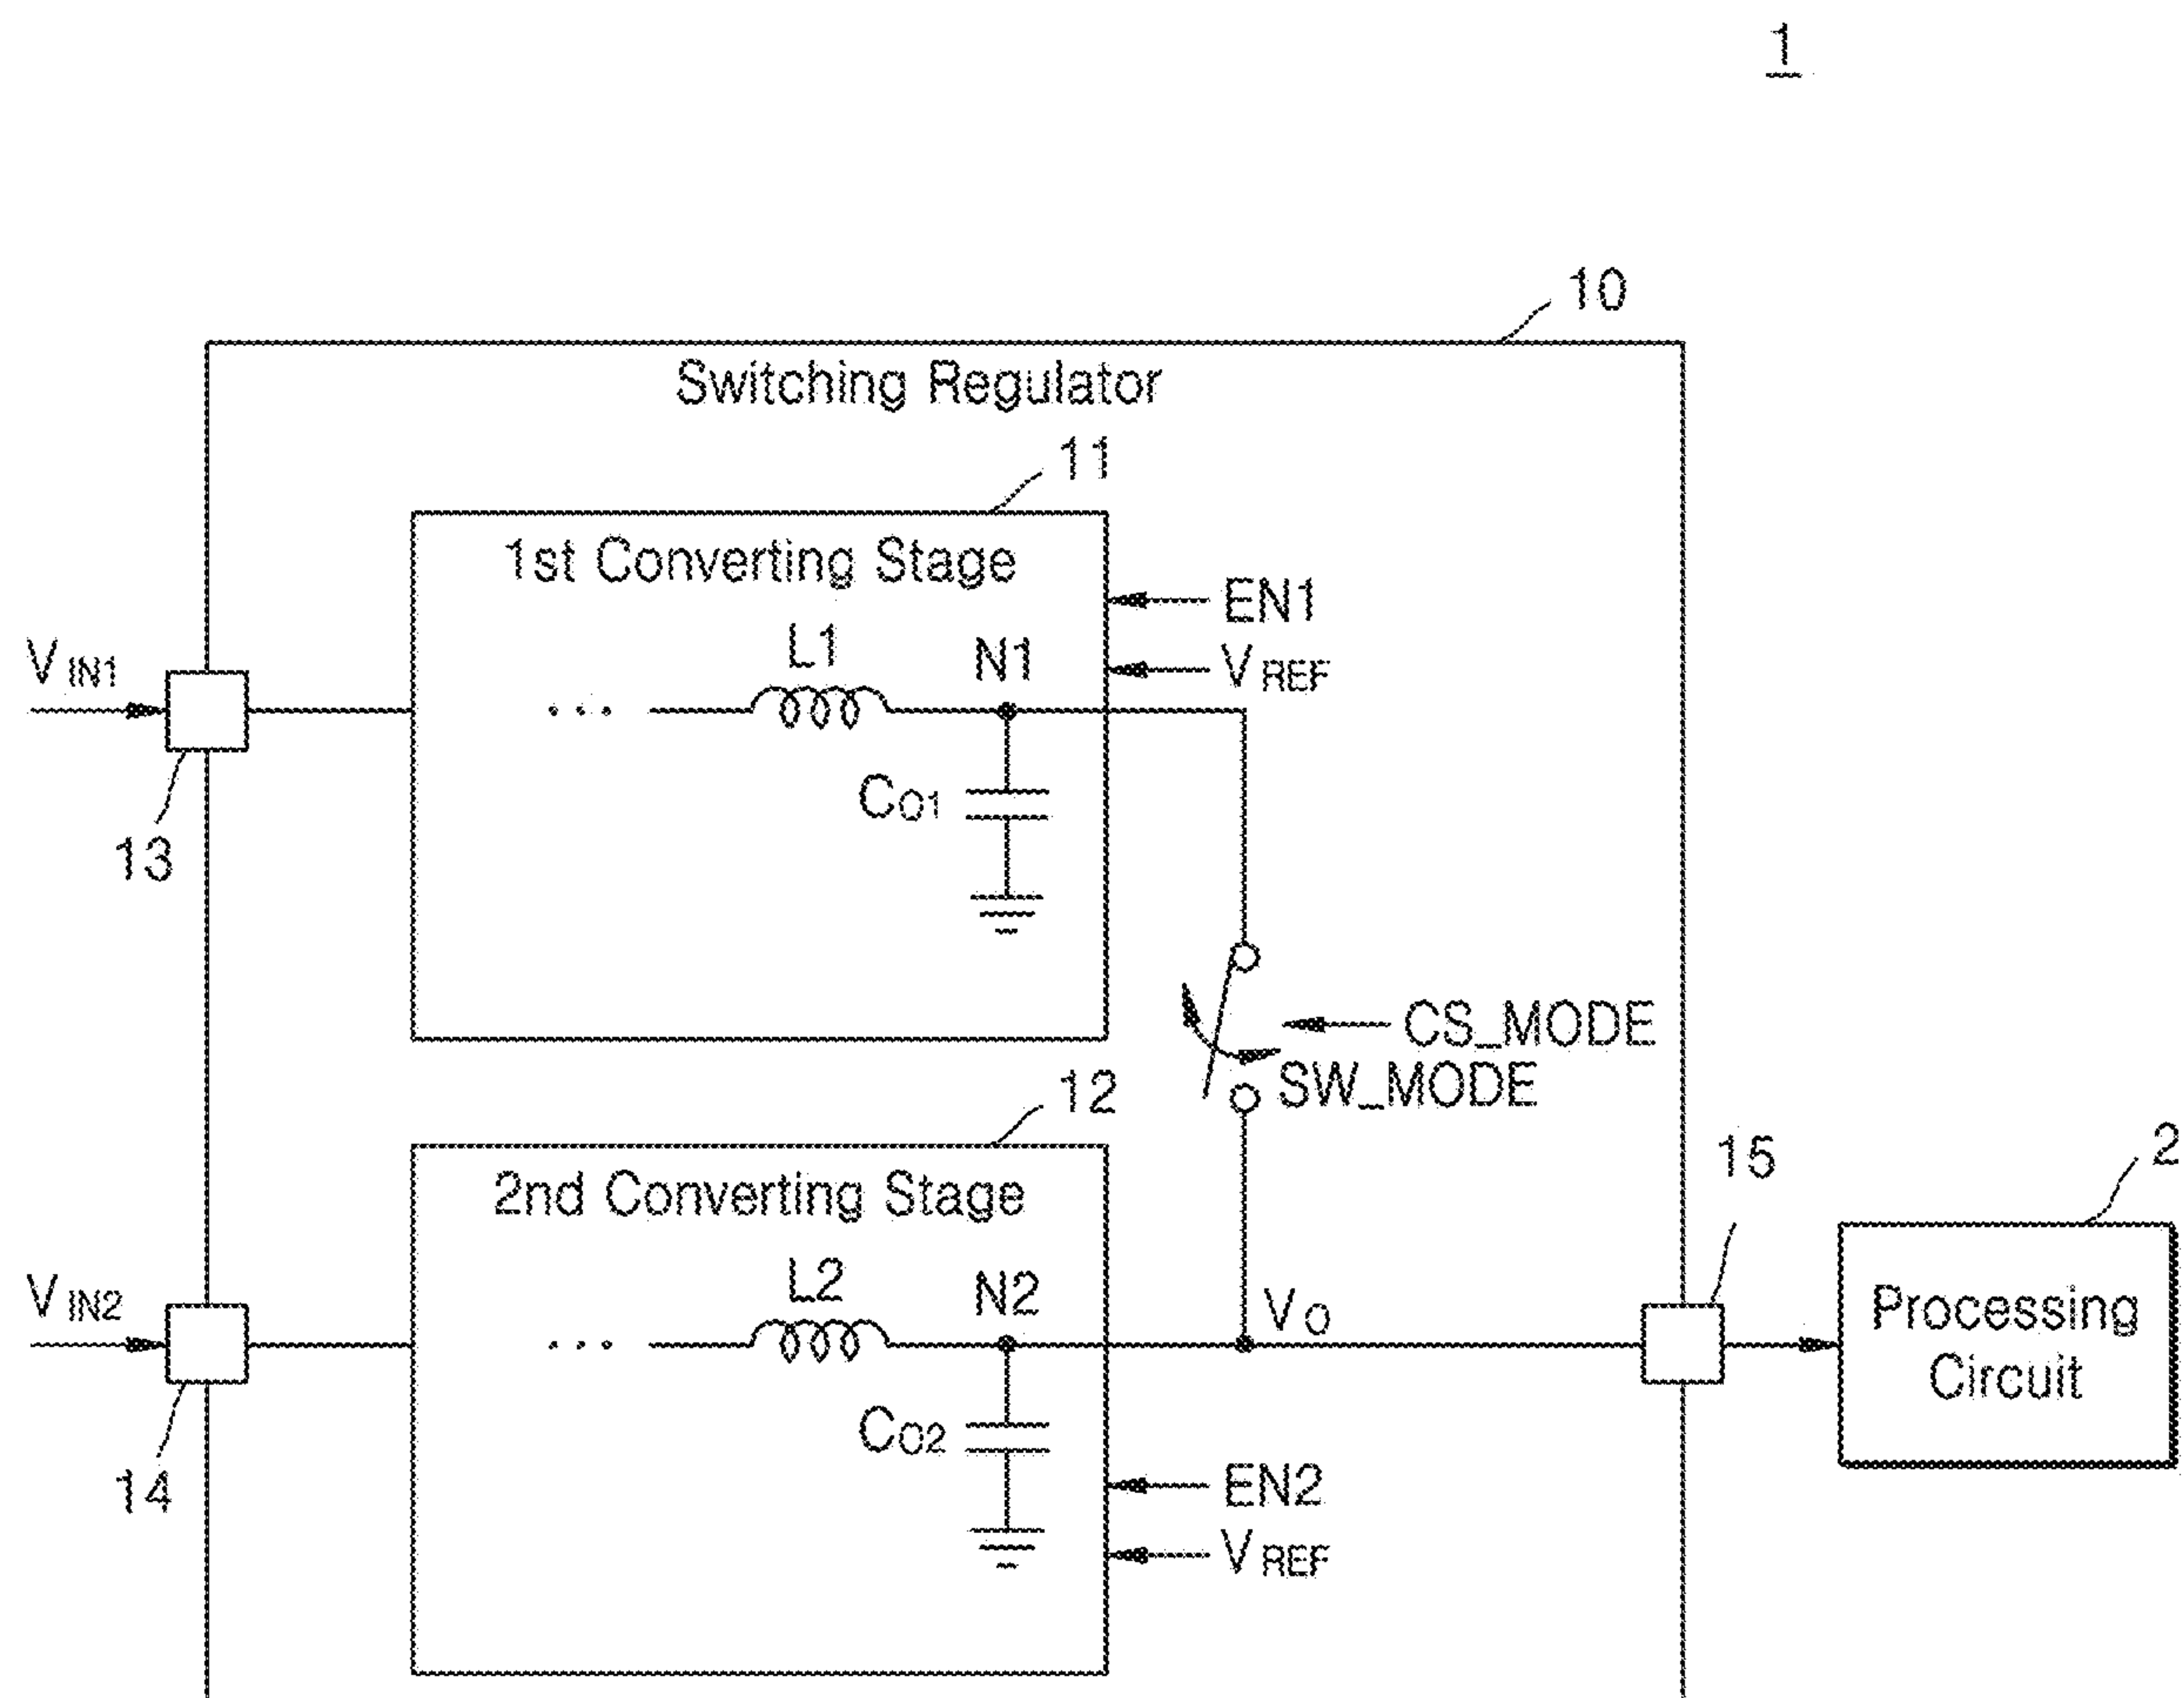 1
10
Switching Regulator
11
1st Converting Stage
EN1
VREF
VIN1
L1
N1
...
CO1
13
CS_MODE
SW_MODE
12
2nd Converting Stage
15
2
VIN2
L2
N2
VO
Processing
Circuit
...
CO2
14
EN2
VREF